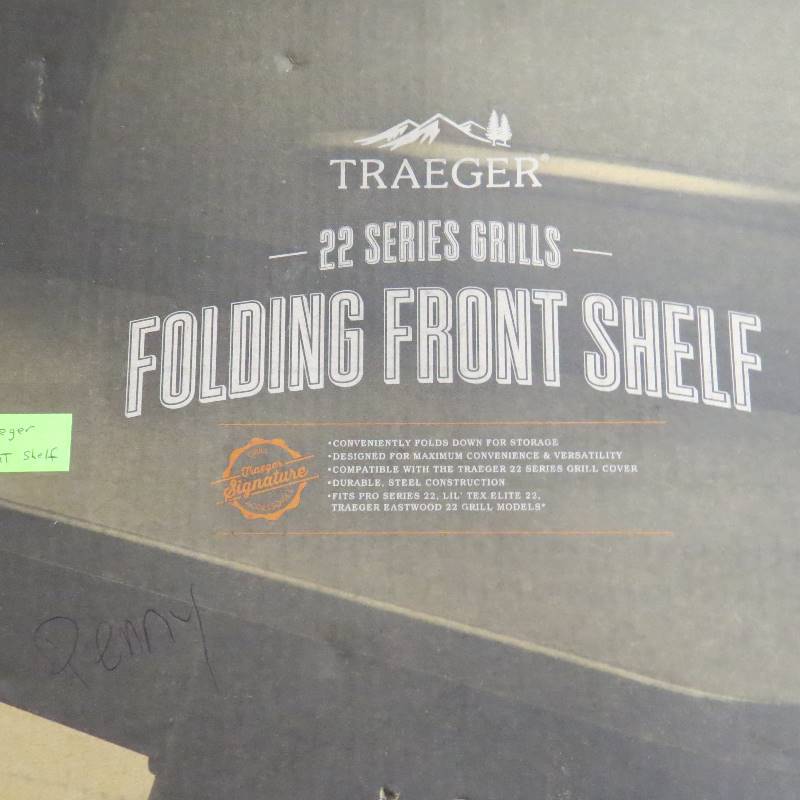 TRAEGER
22 SERIES GRILLS
FOLDING FRONT SHELF
eger
Shelf
Traeger
Signature
•CONVENIENTLY FOLDS DOWN FOR STORAGE
•DESIGNED FOR MAXIMUM CONVENIENCE & VERSATILITY
•COMPATIBLE WITH THE TRAEGER 22 SERIES GRILL COVER
•DURABLE, STEEL CONSTRUCTION
•FITS PRO SERIES 22, LIL' TEX ELITE 22,
TRAEGER EASTWOOD 22 GRILL MODELS*
Penny